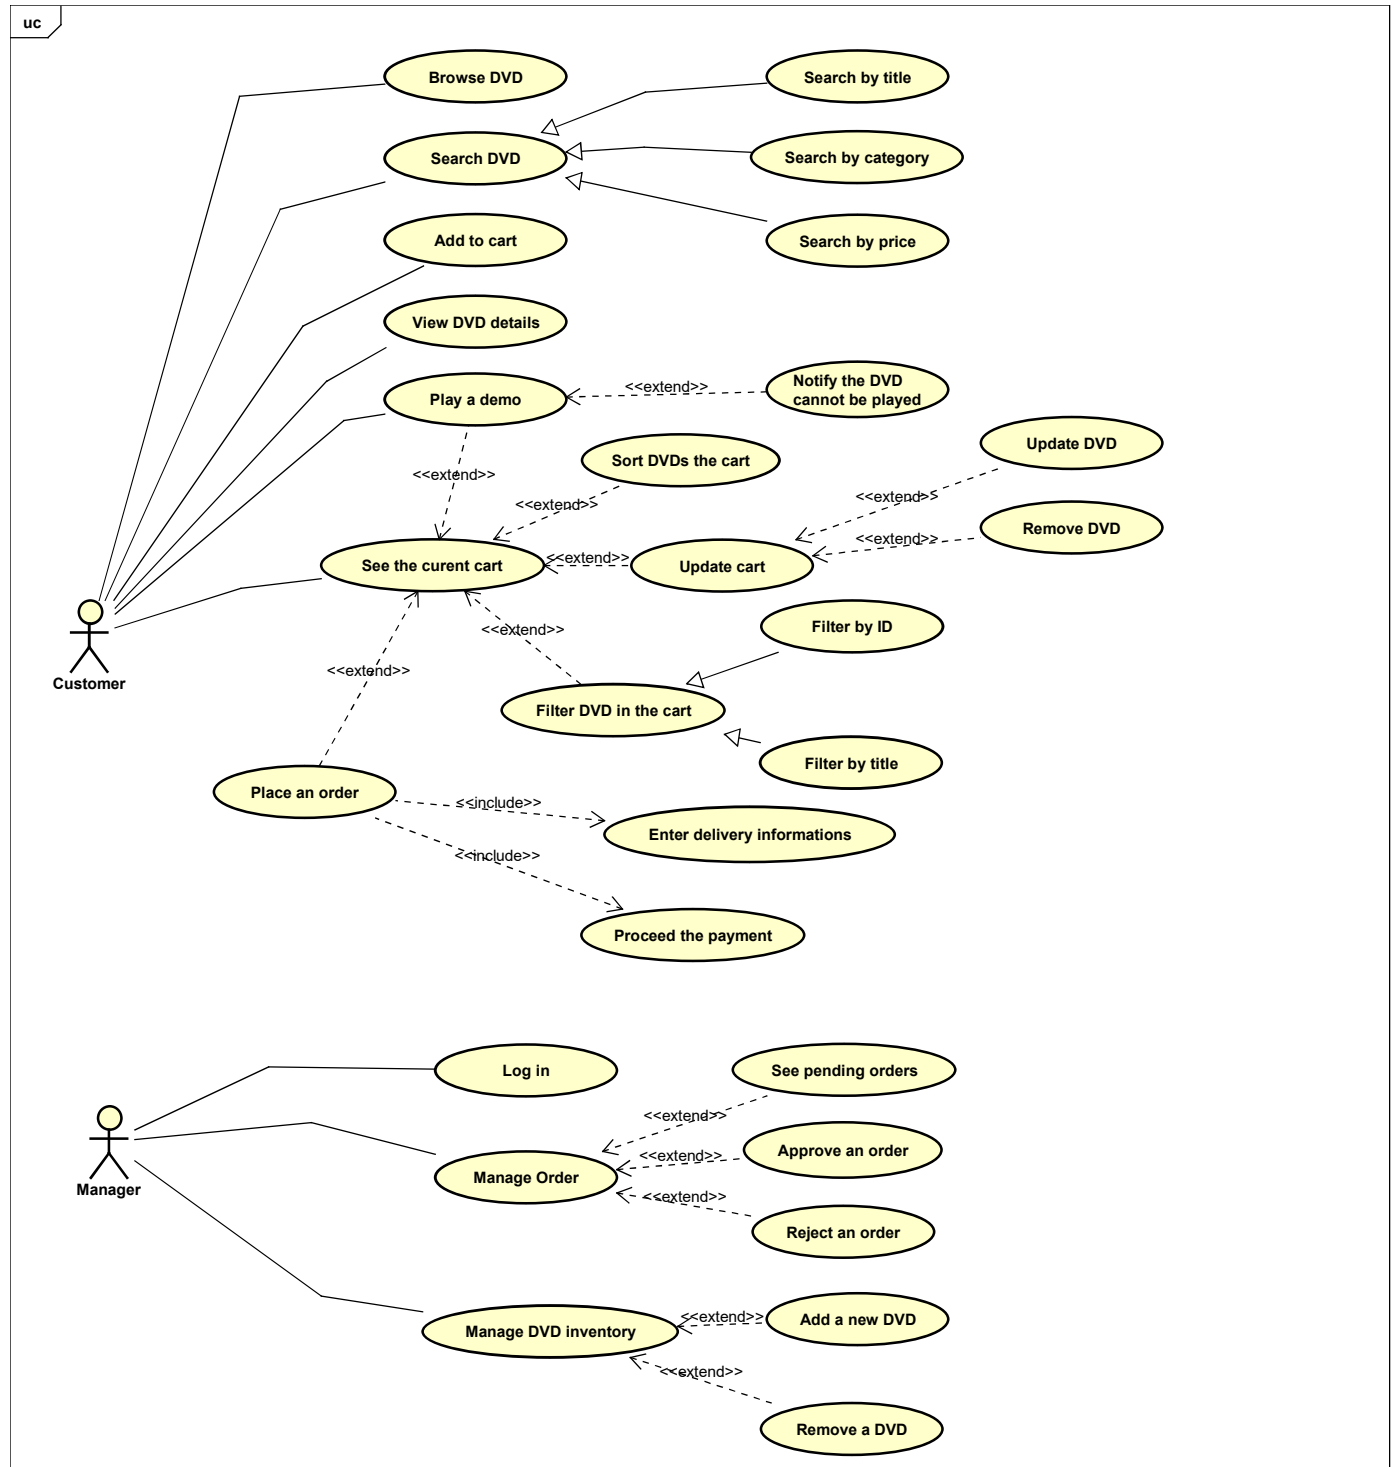 uc
Browse DVD
Search by title
Search DVD
Search by category
Add to cart
Search by price
View DVD details
Play a demo
<<extend>>
Notify the DVD
cannot be played
Update DVD
Sort DVDs the cart
<<extend>>
<<extend>>
<<extend>>
Remove DVD
<<extend>>
See the curent cart
<<extend>>
Update cart
Filter by ID
<<extend>>
<<extend>>
Customer
Filter DVD in the cart
Filter by title
Place an order
<<include>>
Enter delivery informations
<<include>>
Proceed the payment
Log in
See pending orders
<<extend>>
Manager
Manage Order
<<extend>>
Approve an order
<<extend>>
Reject an order
Manage DVD inventory
<<extend>>
Add a new DVD
<<extend>>
Remove a DVD